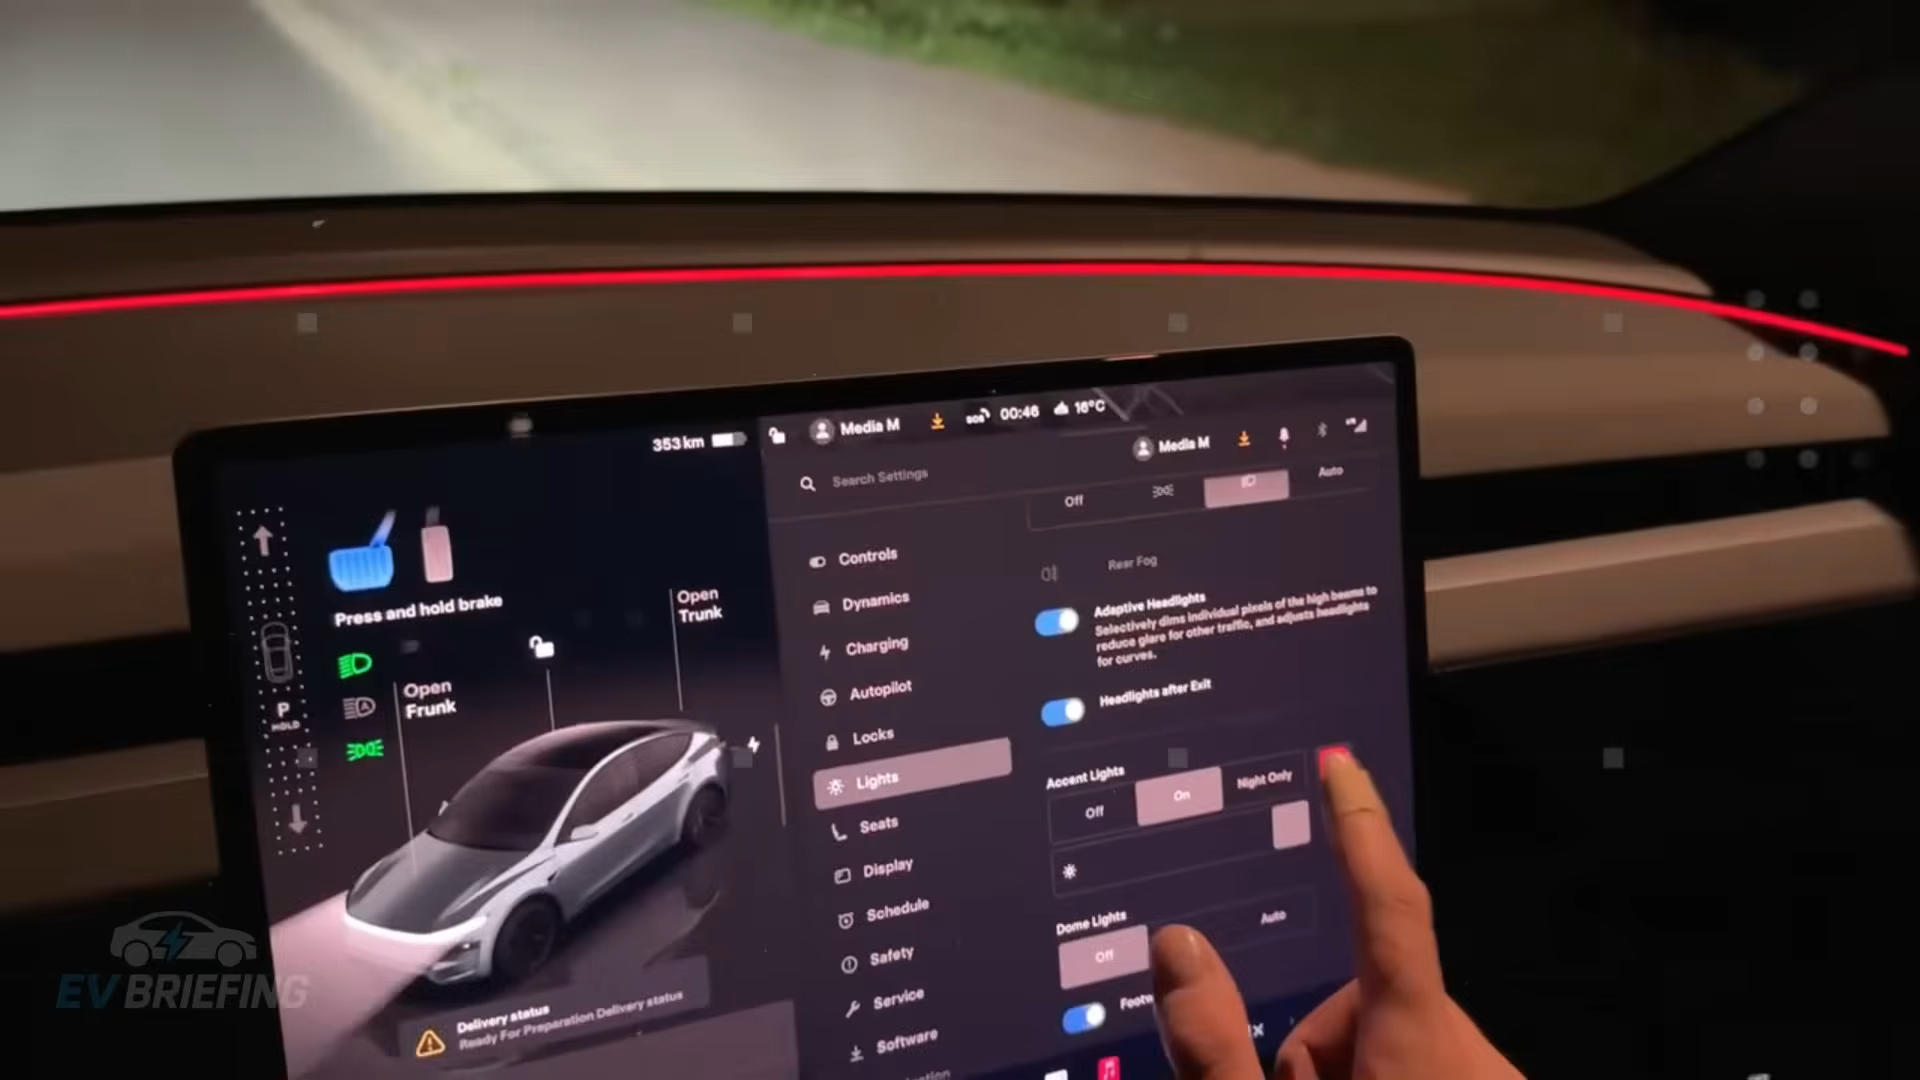 353 km
Media M
SOS
00:46
16°C
Media M
Search Settings
Off
Auto
Rear Fog
Adaptive Headlights
Selectively dims individual pixels of the high beams to
reduce glare for other traffic, and adjusts headlights
for curves.
Headlights after Exit
Accent Lights
Off
On
Night Only
Dome Lights
Off
Auto
Controls
Dynamics
Charging
Autopilot
Locks
Lights
Seats
Display
Schedule
Safety
Service
Software
Press and hold brake
Open
Trunk
Open
Frunk
P
HOLD
Delivery status
Ready For Preparation Delivery status
EV BRIEFING